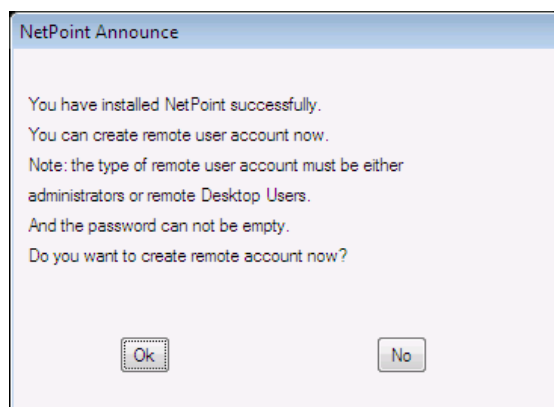 NetPoint Announce
You have installed NetPoint successfully.
You can create remote user account now.
Note: the type of remote user account must be either
administrators or remote Desktop Users.
And the password can not be empty.
Do you want to create remote account now?
Ok
No